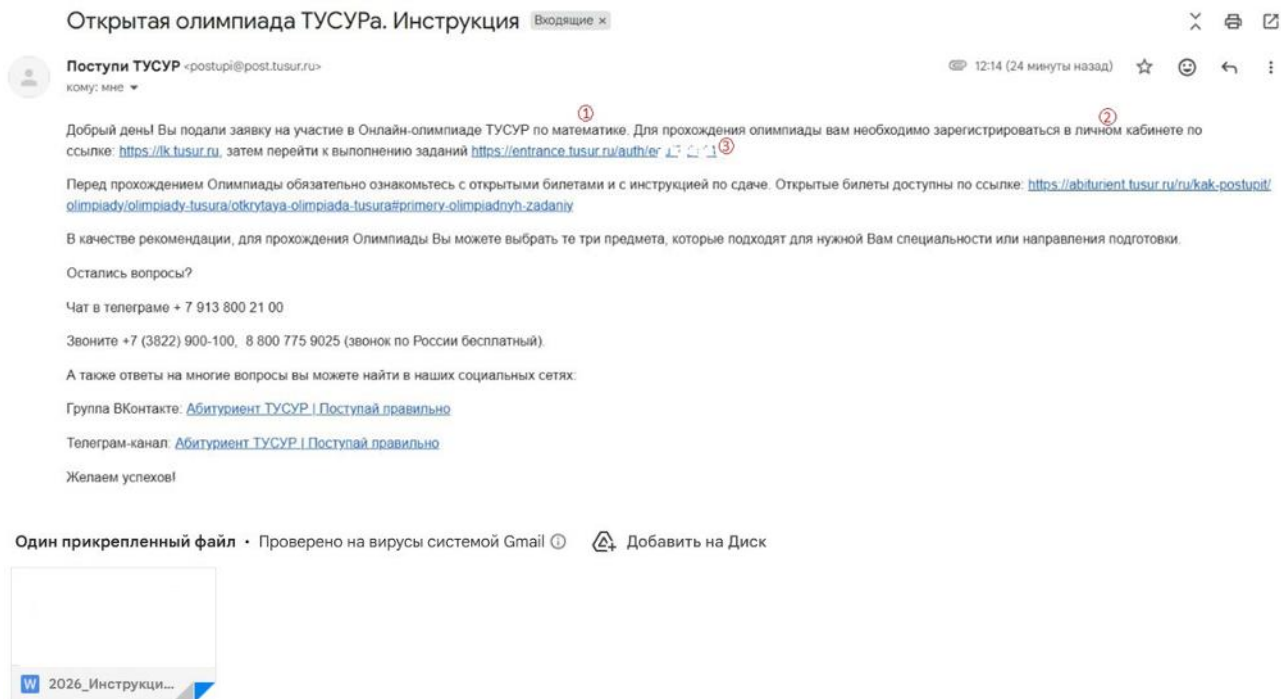 Открытая олимпиада ТУСУРа. Инструкция Входящие ×
Поступи ТУСУР <postupi@post.tusur.ru> 12:14 (24 минуты назад)
кому: мне
① ②
Добрый день! Вы подали заявку на участие в Онлайн-олимпиаде ТУСУР по математике. Для прохождения олимпиады вам необходимо зарегистрироваться в личном кабинете по
ссылке: https://lk.tusur.ru, затем перейти к выполнению заданий https://entrance.tusur.ru/auth/ ③
Перед прохождением Олимпиады обязательно ознакомьтесь с открытыми билетами и с инструкцией по сдаче. Открытые билеты доступны по ссылке: https://abiturient.tusur.ru/ru/kak-postupit/
olimpiady/olimpiady-tusura/otkrytaya-olimpiada-tusura#primery-olimpiadnyh-zadaniy
В качестве рекомендации, для прохождения Олимпиады Вы можете выбрать те три предмета, которые подходят для нужной Вам специальности или направления подготовки.
Остались вопросы?
Чат в телеграме + 7 913 800 21 00
Звоните +7 (3822) 900-100, 8 800 775 9025 (звонок по России бесплатный).
А также ответы на многие вопросы вы можете найти в наших социальных сетях:
Группа ВКонтакте: Абитуриент ТУСУР | Поступай правильно
Телеграм-канал: Абитуриент ТУСУР | Поступай правильно
Желаем успехов!
Один прикрепленный файл • Проверено на вирусы системой Gmail Добавить на Диск
W 2026_Инструкци...